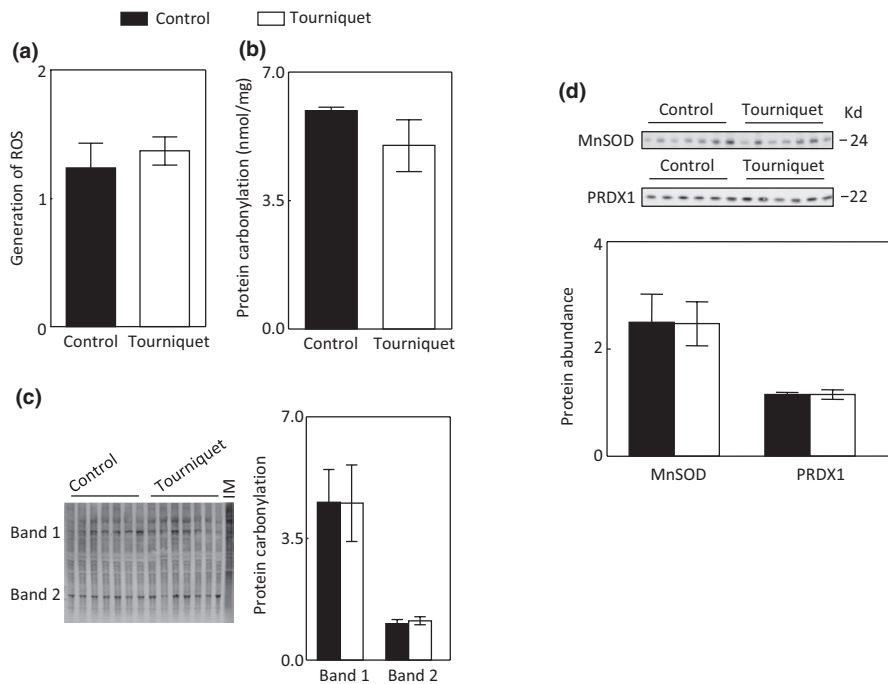 Control Tourniquet
(a)
Generation of ROS
2
1
0
Control Tourniquet
(b)
Protein carbonylation (nmol/mg)
7.0
3.5
0.0
Control Tourniquet
(c)
Control Tourniquet IM
Band 1
Band 2
Protein carbonylation
7.0
3.5
0.0
Band 1 Band 2
(d)
Control Tourniquet Kd
MnSOD −24
Control Tourniquet
PRDX1 −22
Protein abundance
4
2
0
MnSOD PRDX1